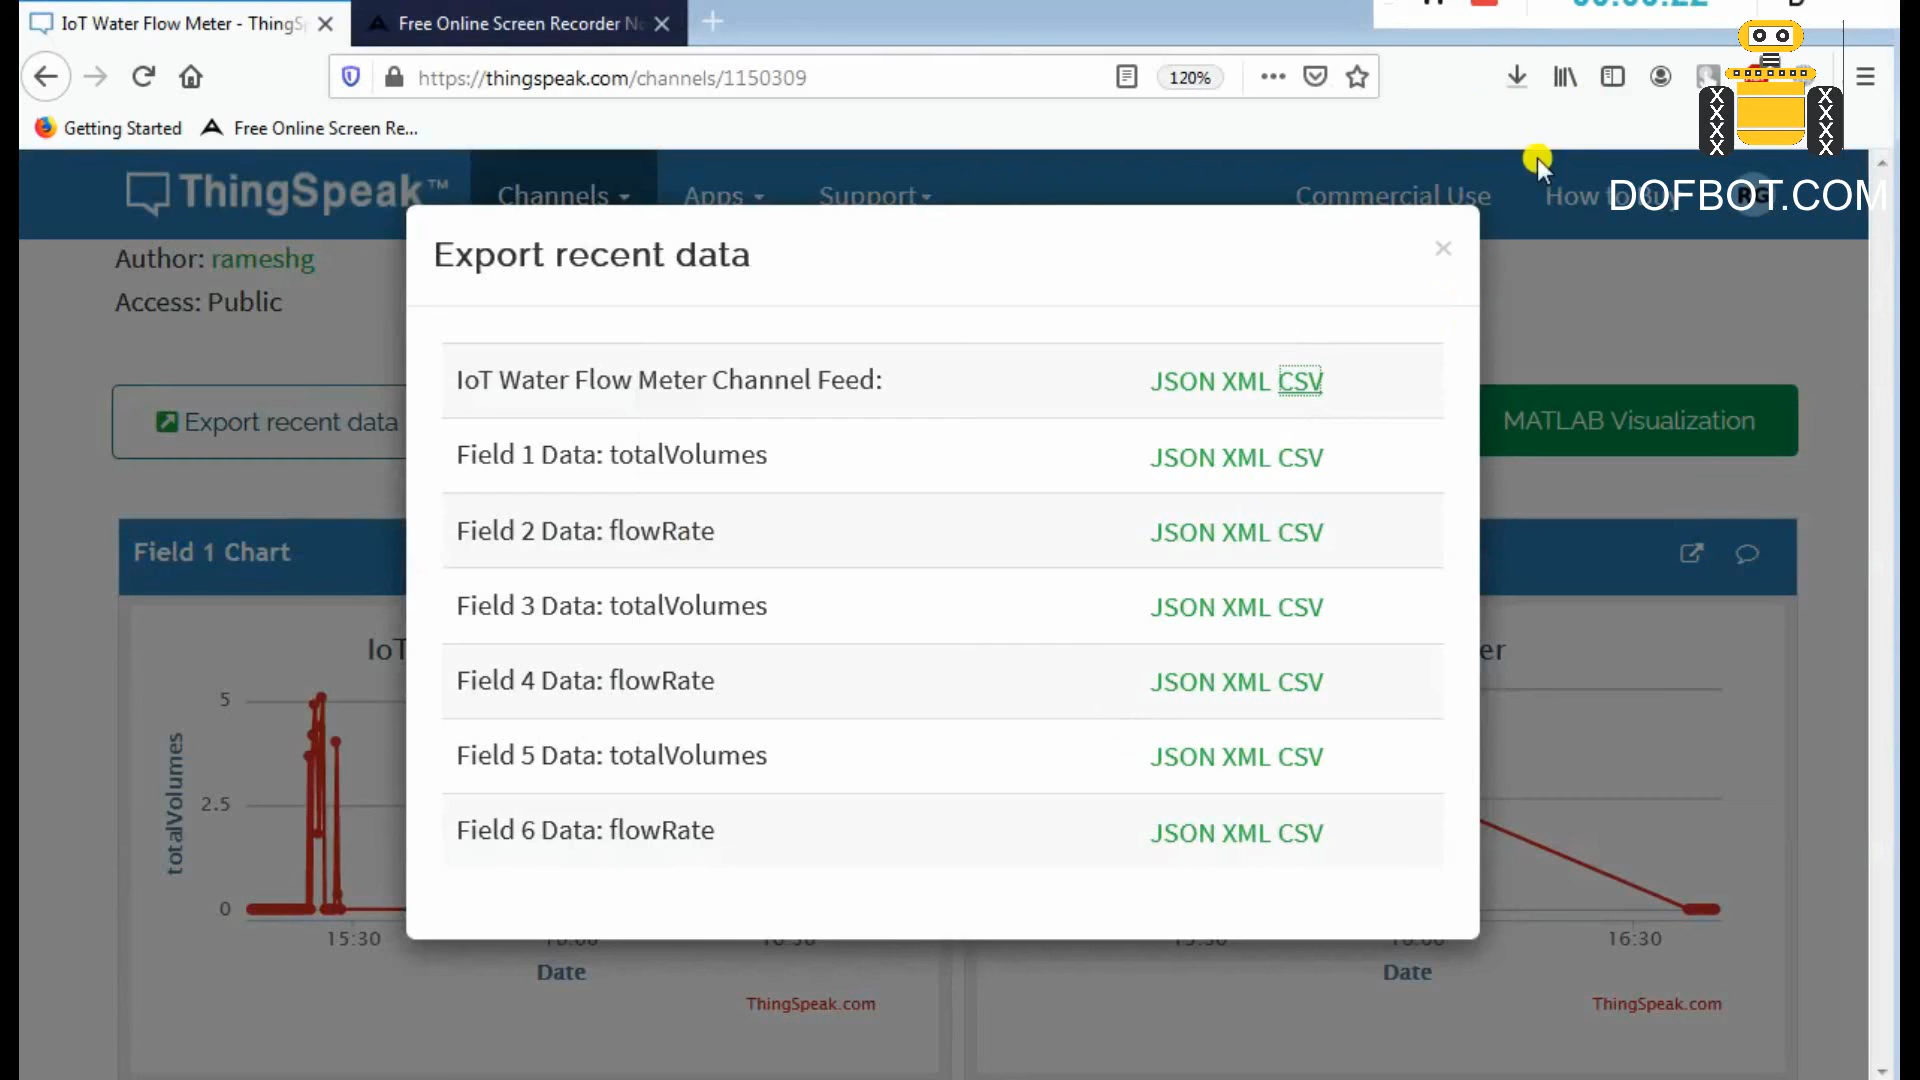 IoT Water Flow Meter - ThingS
Free Online Screen Recorder N
https://thingspeak.com/channels/1150309
120%
Getting Started
Free Online Screen Re...
ThingSpeak™
Channels
Apps
Support
Commercial Use
How to Buy
DOFBOT.COM
Author: rameshg
Access: Public
Export recent data
×
IoT Water Flow Meter Channel Feed: JSON XML CSV
Field 1 Data: totalVolumes JSON XML CSV
Field 2 Data: flowRate JSON XML CSV
Field 3 Data: totalVolumes JSON XML CSV
Field 4 Data: flowRate JSON XML CSV
Field 5 Data: totalVolumes JSON XML CSV
Field 6 Data: flowRate JSON XML CSV
Export recent data
MATLAB Visualization
Field 1 Chart
IoT
er
totalVolumes
5
2.5
0
15:30
16:30
Date
Date
ThingSpeak.com
ThingSpeak.com